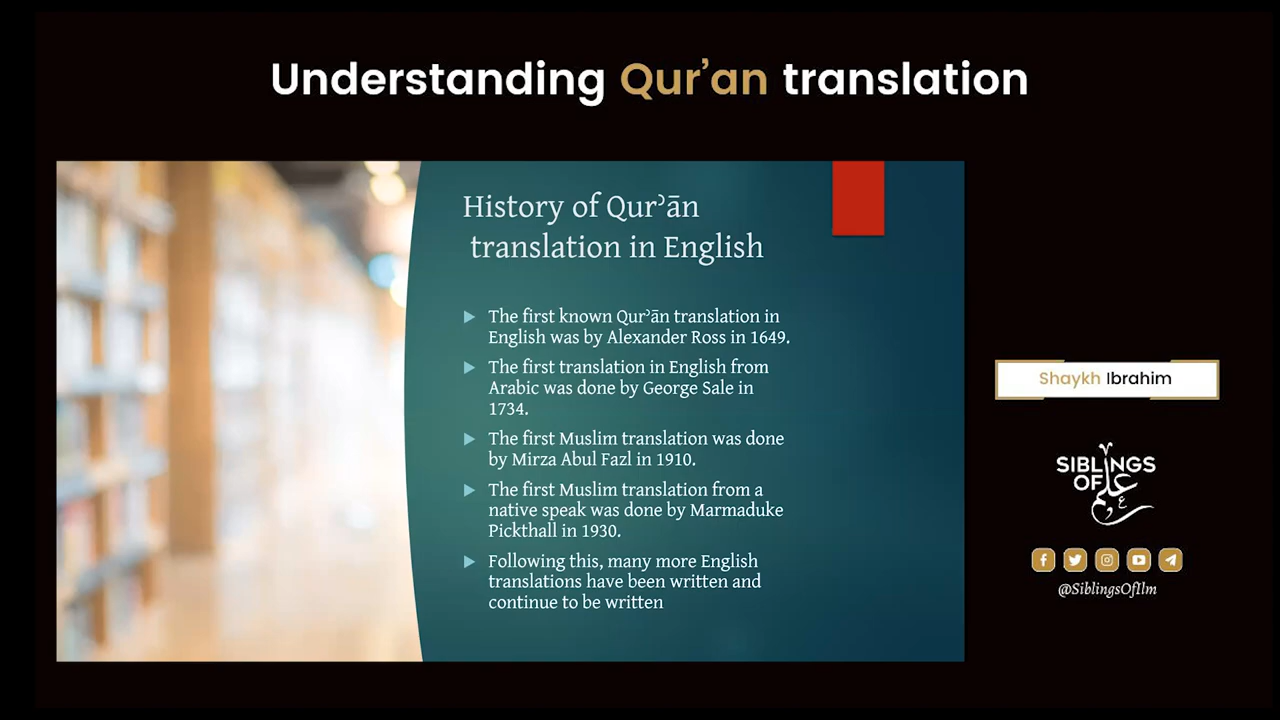 Understanding Qur’an translation
History of Qurʾān
translation in English
The first known Qurʾān translation in
English was by Alexander Ross in 1649.
The first translation in English from
Arabic was done by George Sale in
1734.
The first Muslim translation was done
by Mirza Abul Fazl in 1910.
The first Muslim translation from a
native speak was done by Marmaduke
Pickthall in 1930.
Following this, many more English
translations have been written and
continue to be written
Shaykh Ibrahim
SIBLINGS
OF علم
@SiblingsOfIlm